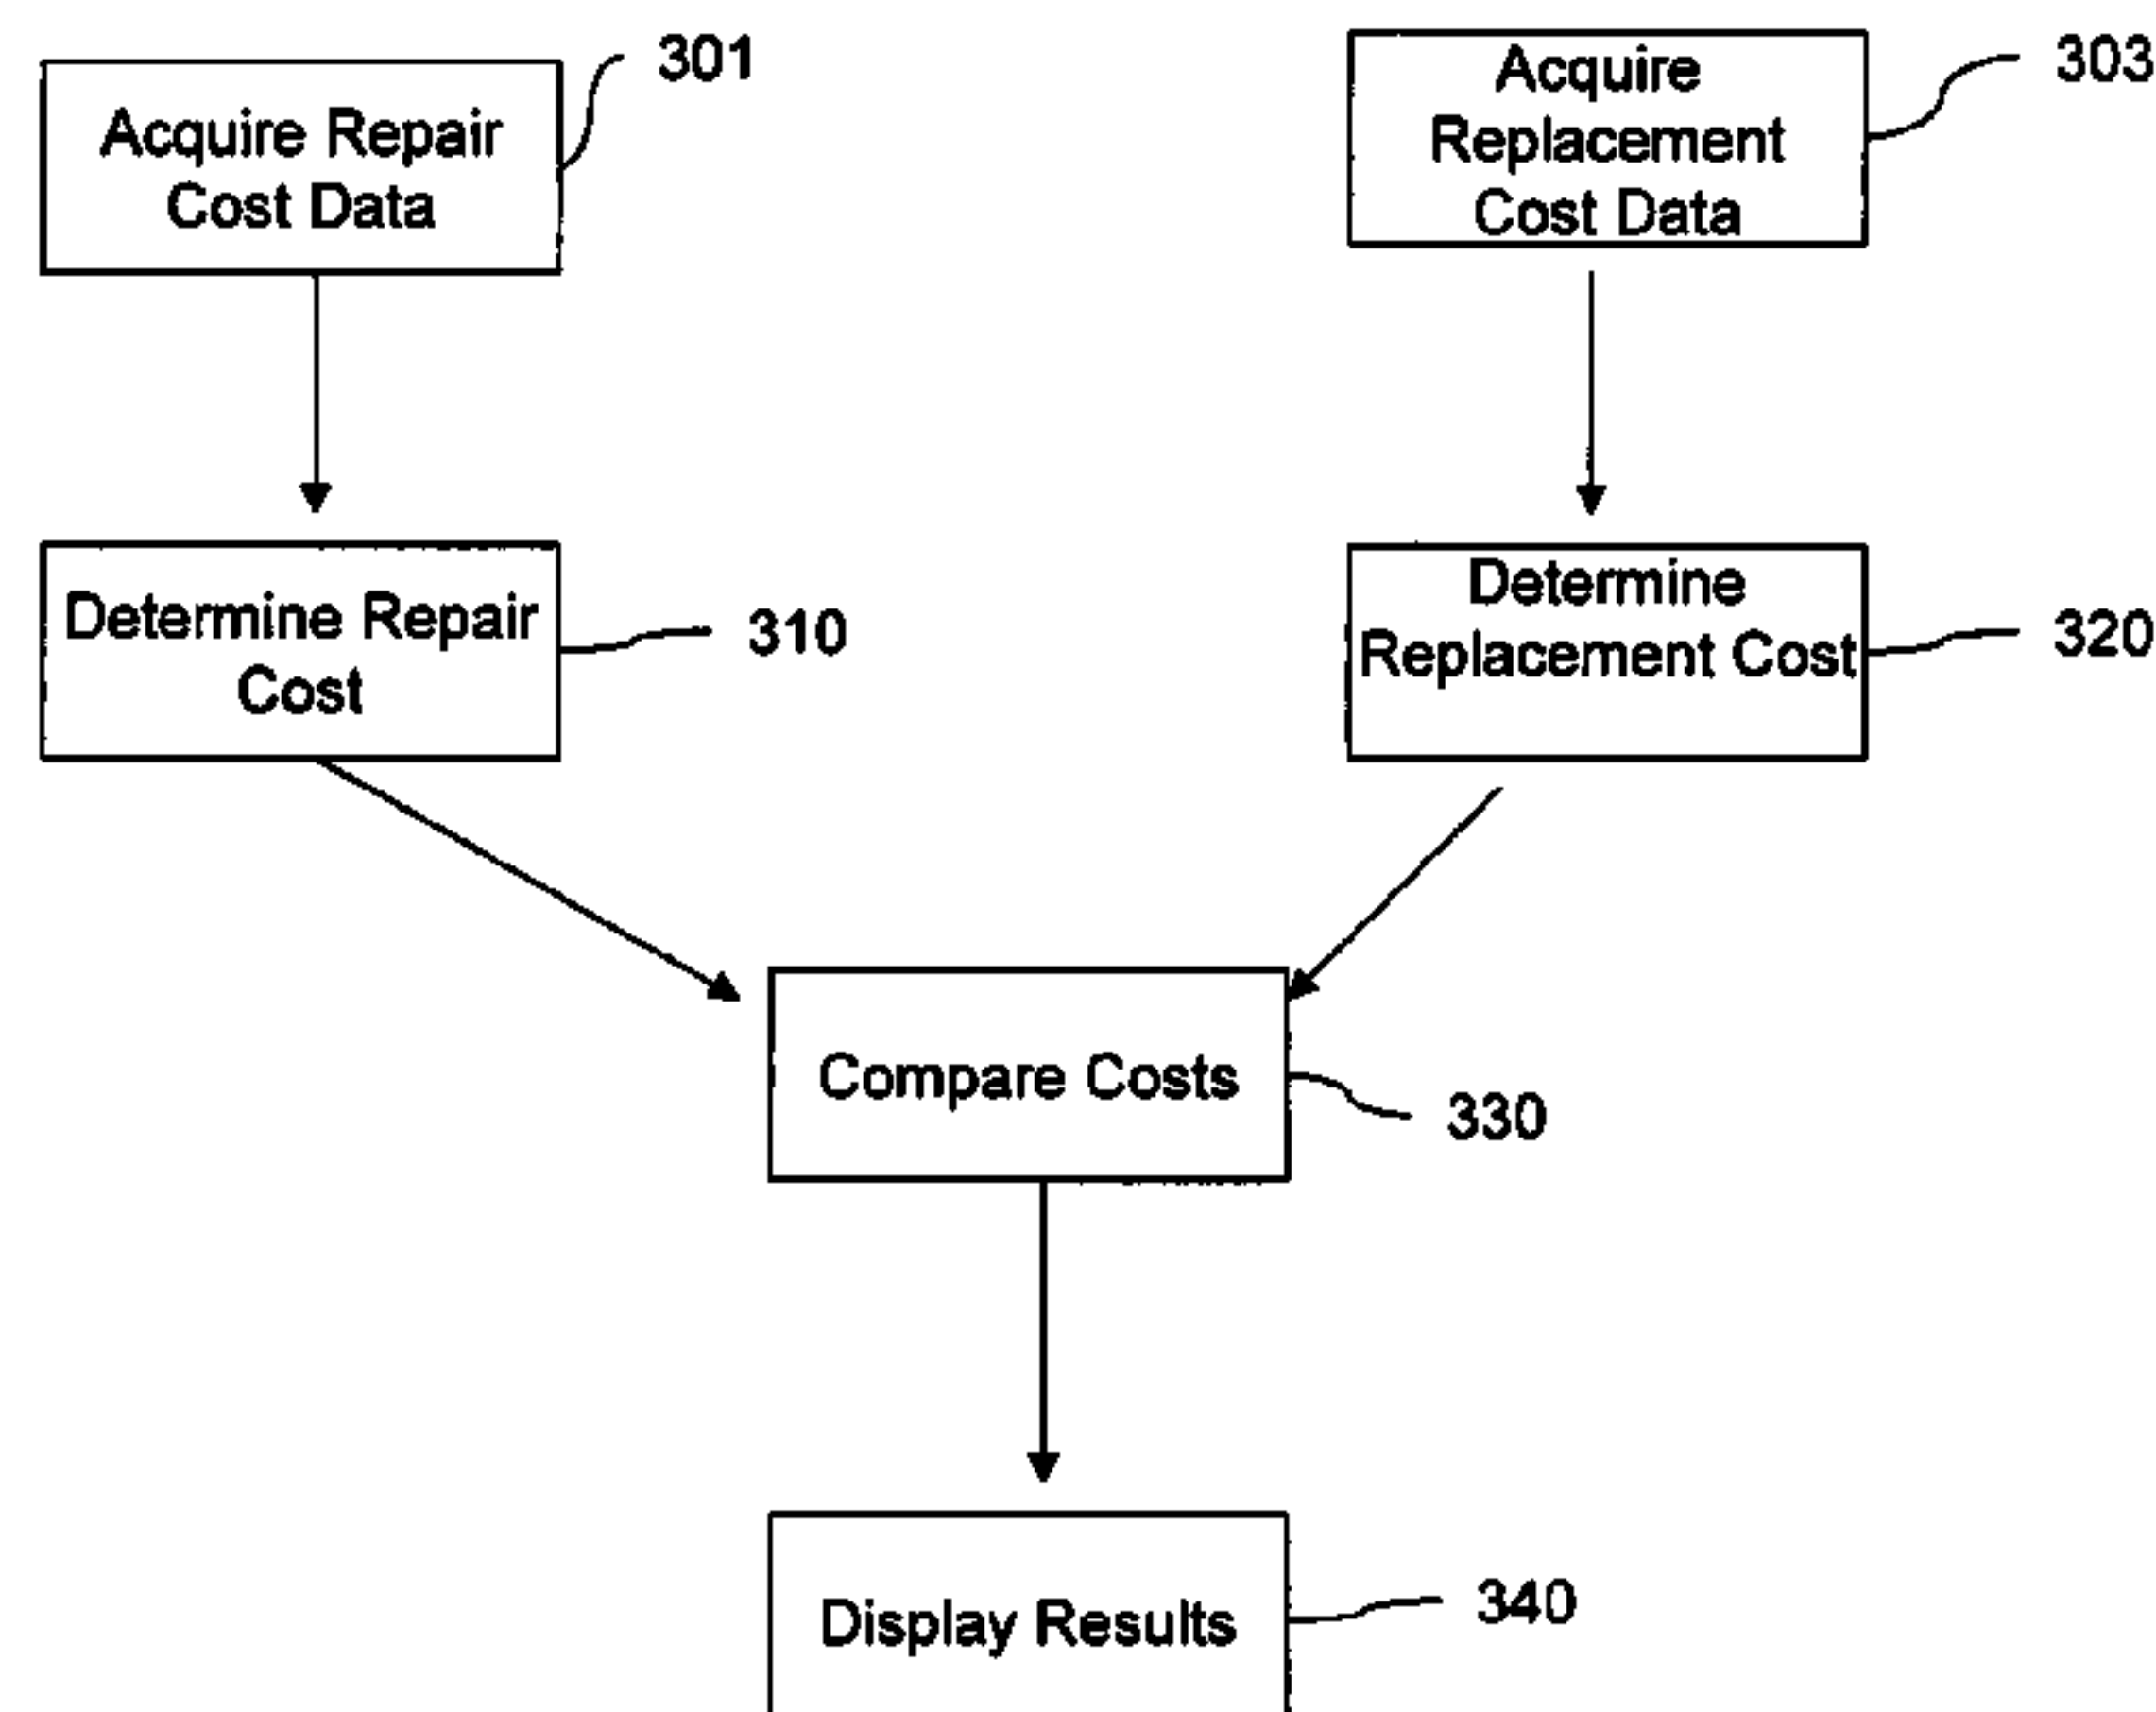 Acquire Repair
Cost Data
301
Acquire
Replacement
Cost Data
303
Determine Repair
Cost
310
Determine
Replacement Cost
320
Compare Costs
330
Display Results
340